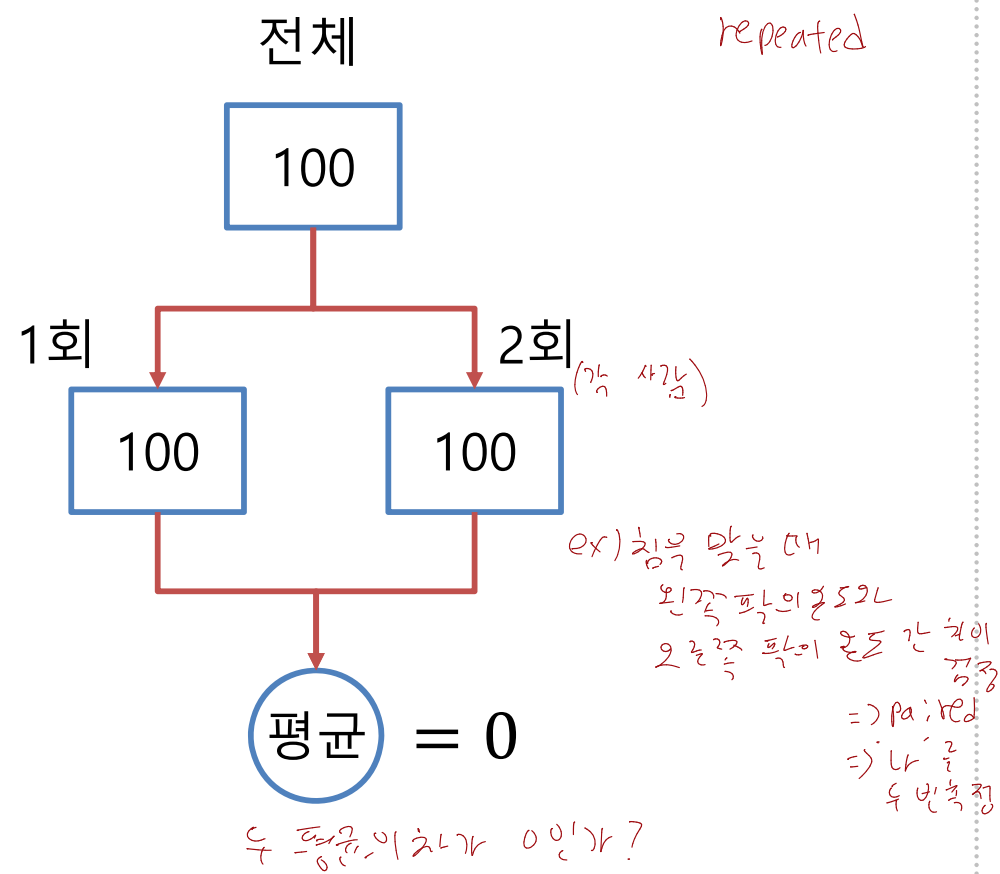 전체
repeated
100
1회
2회
(같 사람)
100
100
ex) 침을 맞을 때
왼쪽 팔의 온도와
오른쪽 팔의 온도 간 차이
검정
=> paired
=> '나'를
두 번 측정
평균 = 0
두 평균의 차가 0인가?